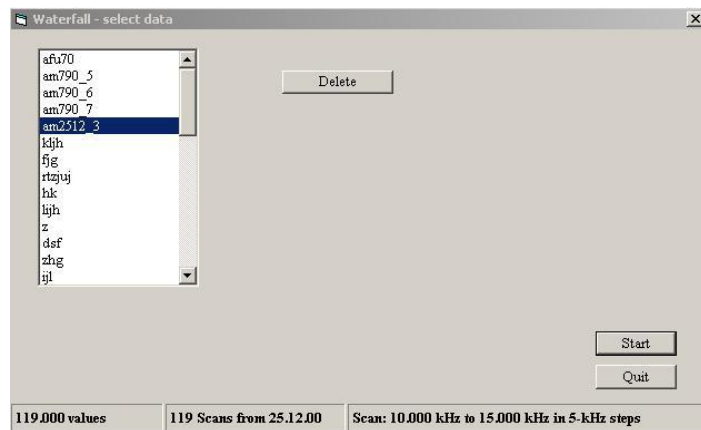 Waterfall - select data
afu70
am790_5
am790_6
am790_7
am2512_3
kljh
fjg
rtzjuj
hk
lijh
z
dsf
zhg
ijl
Delete
Start
Quit
119.000 values
119 Scans from 25.12.00
Scan: 10.000 kHz to 15.000 kHz in 5-kHz steps